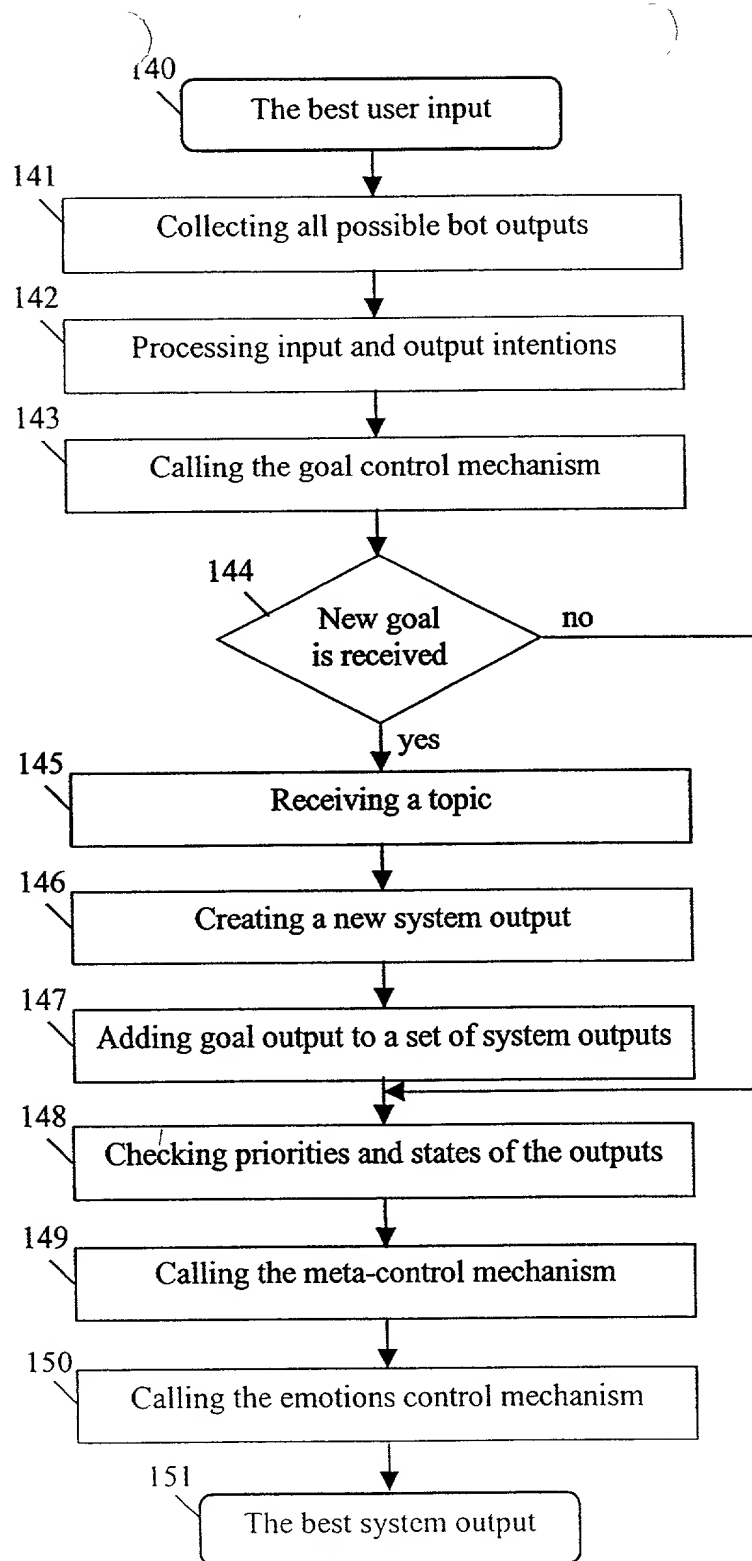 140
The best user input
141
Collecting all possible bot outputs
142
Processing input and output intentions
143
Calling the goal control mechanism
144
New goal
is received
no
yes
145
Receiving a topic
146
Creating a new system output
147
Adding goal output to a set of system outputs
148
Checking priorities and states of the outputs
149
Calling the meta-control mechanism
150
Calling the emotions control mechanism
151
The best system output